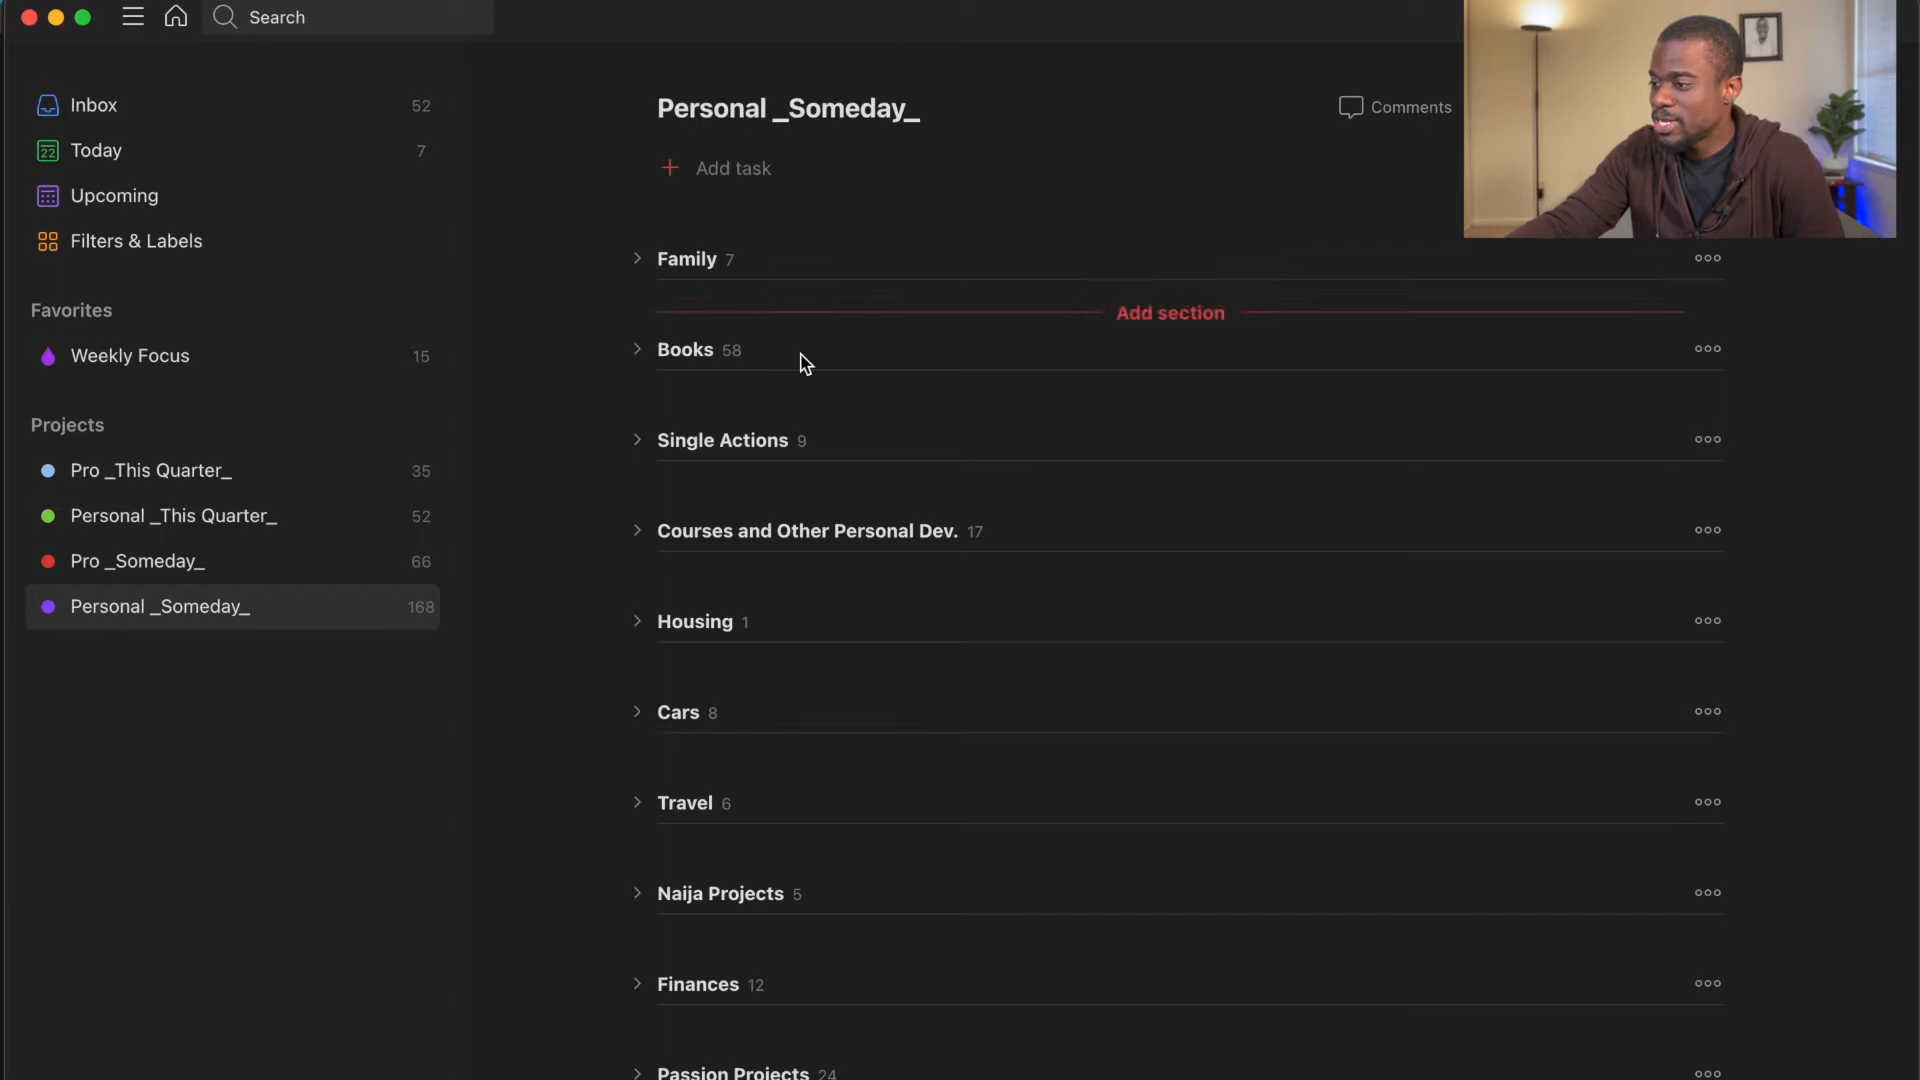 Search
Inbox 52
22 Today 7
Upcoming
Filters & Labels
Favorites
Weekly Focus 15
Projects
Pro _This Quarter_ 35
Personal _This Quarter_ 52
Pro _Someday_ 66
Personal _Someday_ 168
Personal _Someday_
Comments
+ Add task
Family 7
Add section
Books 58
Single Actions 9
Courses and Other Personal Dev. 17
Housing 1
Cars 8
Travel 6
Naija Projects 5
Finances 12
Passion Projects 24